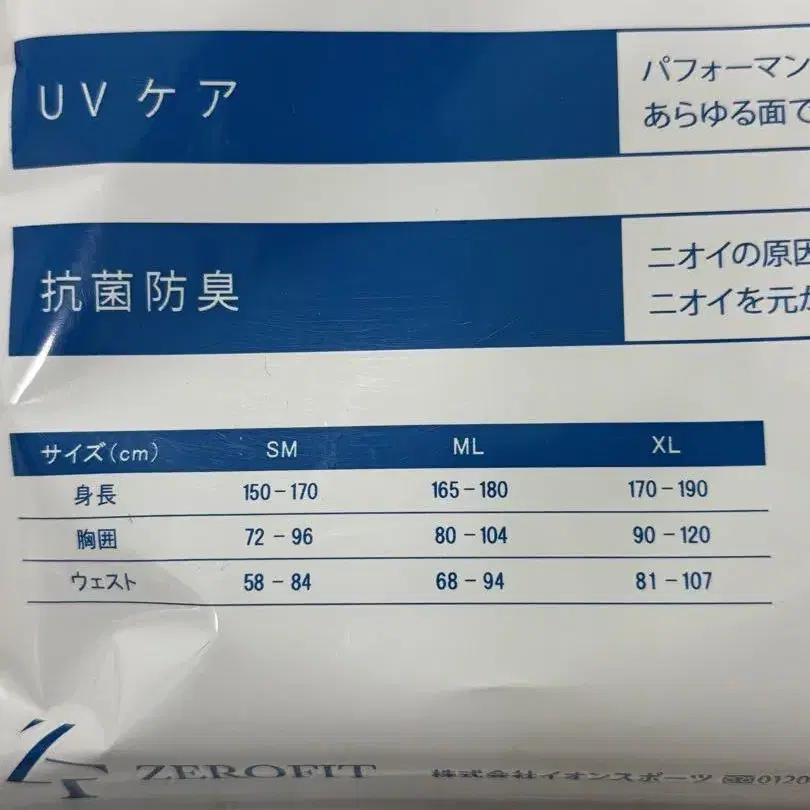 UV ケア
パフォーマン
あらゆる面で
抗菌防臭
ニオイの原因
ニオイを元か
サイズ(cm) SM ML XL
身長 150-170 165-180 170-190
胸囲 72-96 80-104 90-120
ウェスト 58-84 68-94 81-107
ZEROFIT 株式会社イオンスポーツ 0120